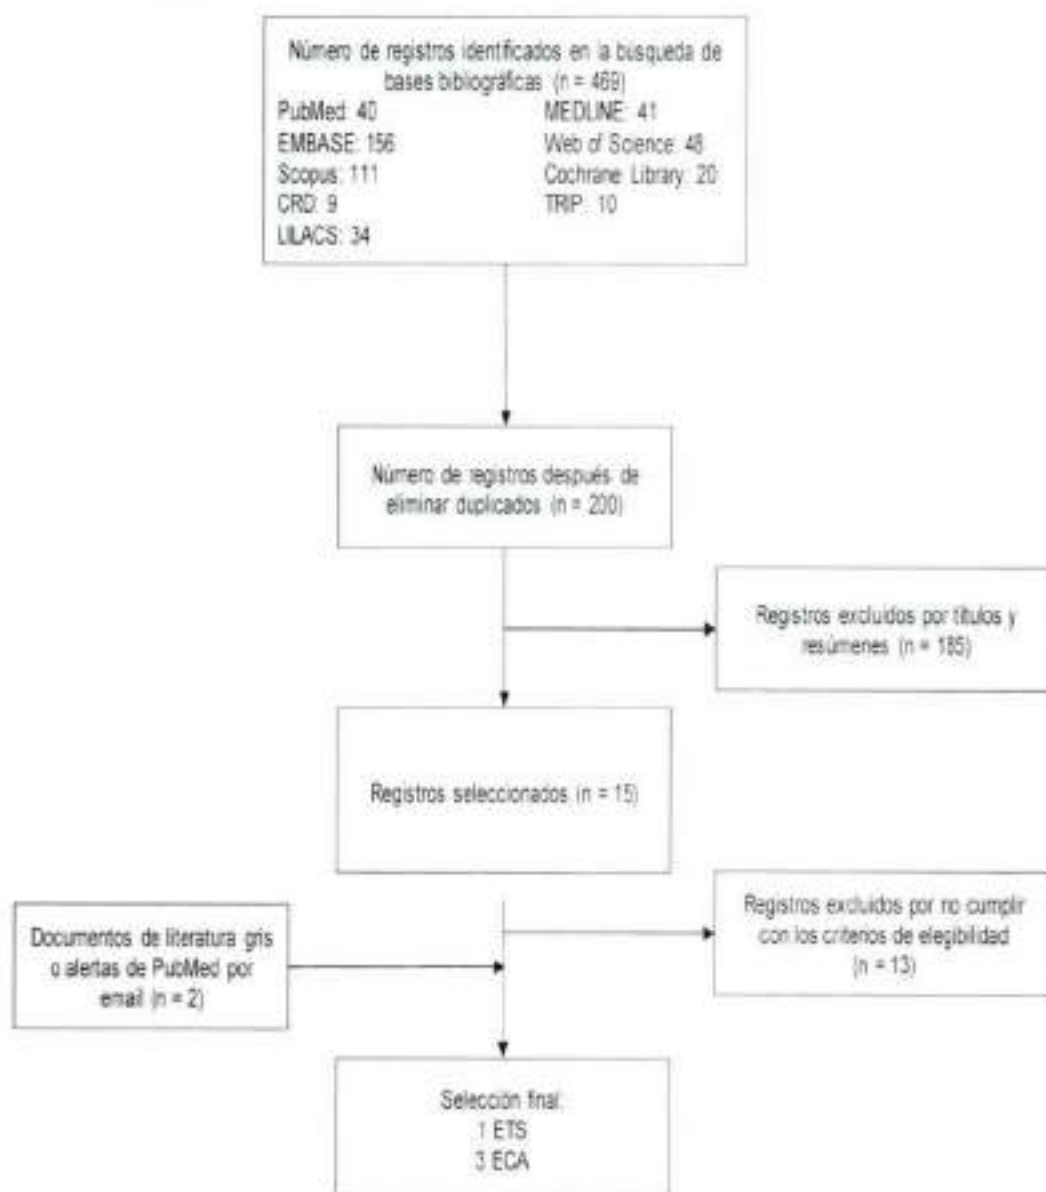 Número de registros identificados en la búsqueda de
bases bibliográficas (n = 469)
PubMed: 40
MEDLINE: 41
EMBASE: 156
Web of Science: 48
Scopus: 111
Cochrane Library: 20
CRD: 9
TRIP: 10
LILACS: 34
Número de registros después de
eliminar duplicados (n = 200)
Registros excluidos por títulos y
resúmenes (n = 185)
Registros seleccionados (n = 15)
Documentos de literatura gris
o alertas de PubMed por
email (n = 2)
Registros excluidos por no cumplir
con los criterios de elegibilidad
(n = 13)
Selección final:
1 ETS
3 ECA